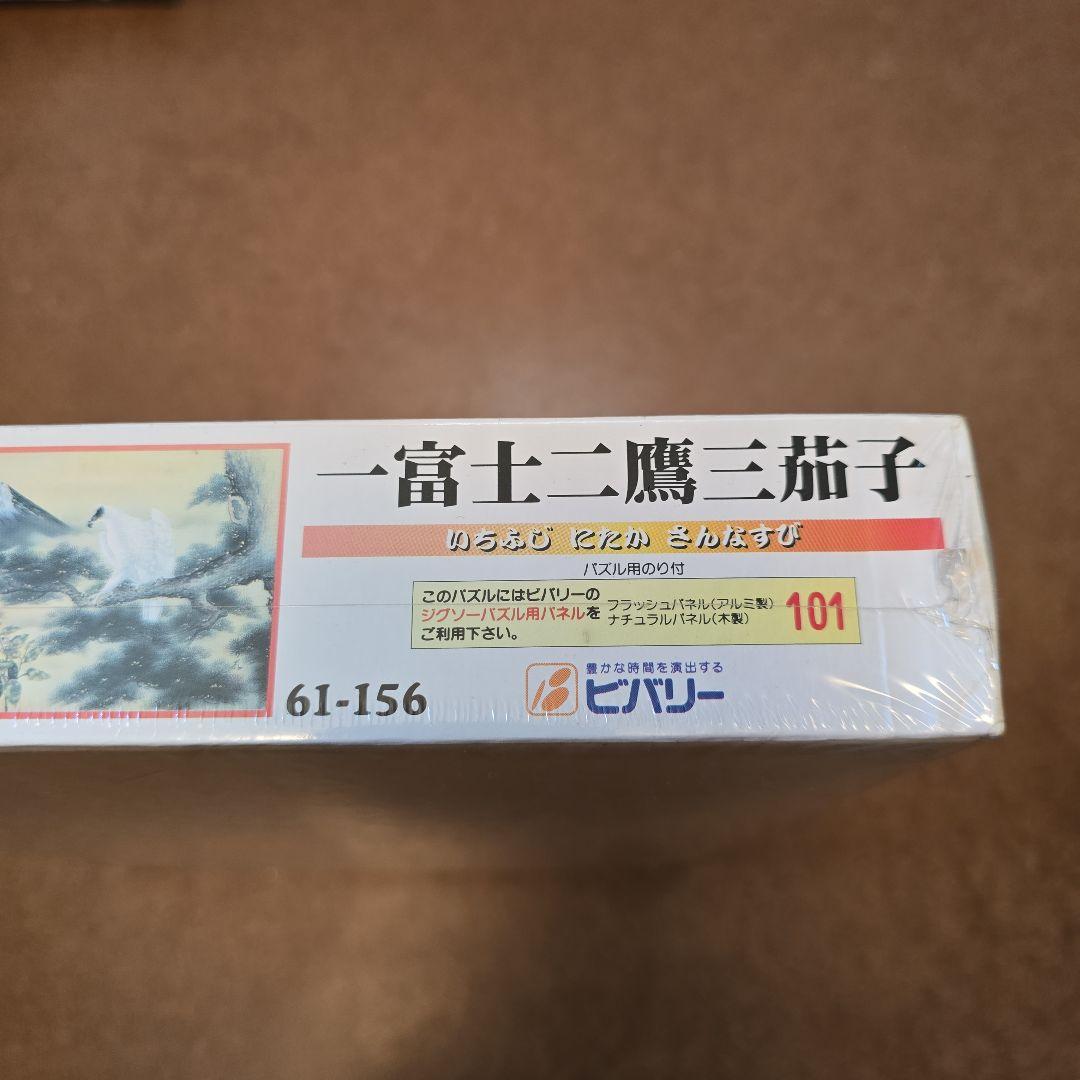 一富士二鷹三茄子
いちふじ にたか さんなすび
パズル用のり付
このパズルにはビバリーの
ジグソーパズル用パネルを
ご利用下さい。
フラッシュパネル(アルミ製)
ナチュラルパネル(木製)
101
61-156
豊かな時間を演出する
ビバリー